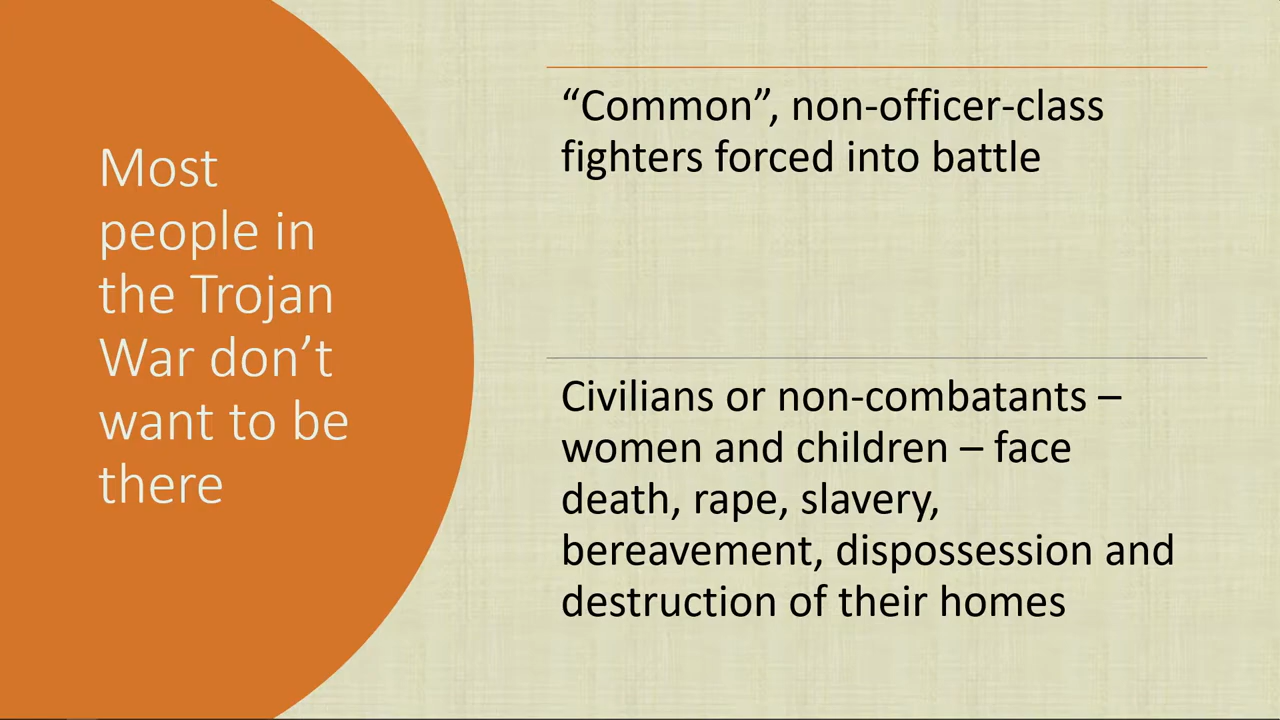 Most
people in
the Trojan
War don’t
want to be
there
“Common”, non-officer-class
fighters forced into battle
Civilians or non-combatants –
women and children – face
death, rape, slavery,
bereavement, dispossession and
destruction of their homes